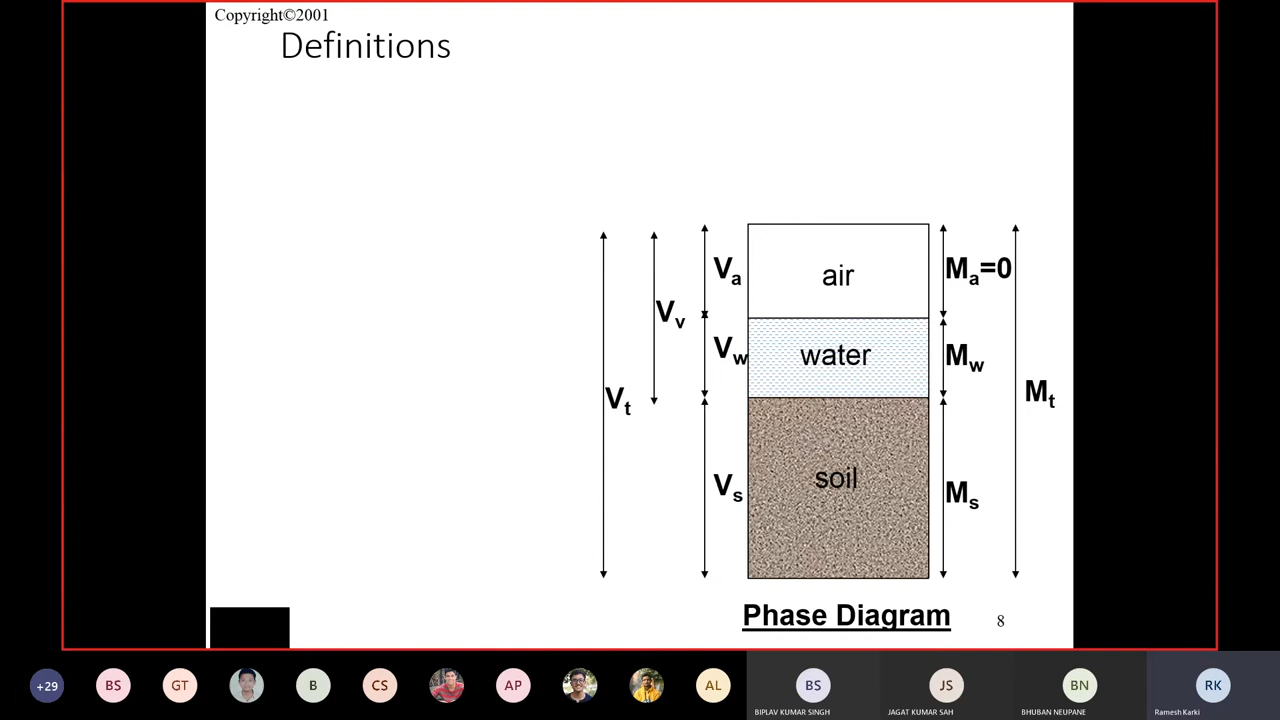 Copyright©2001
Definitions
Va
air
Ma=0
Vv
Vw
water
Mw
Vt
Mt
Vs
soil
Ms
Phase Diagram
8
+29
BS
GT
B
CS
AP
AL
BS
JS
BN
RK
BIPLAV KUMAR SINGH
JAGAT KUMAR SAH
BHUBAN NEUPANE
Ramesh Karki